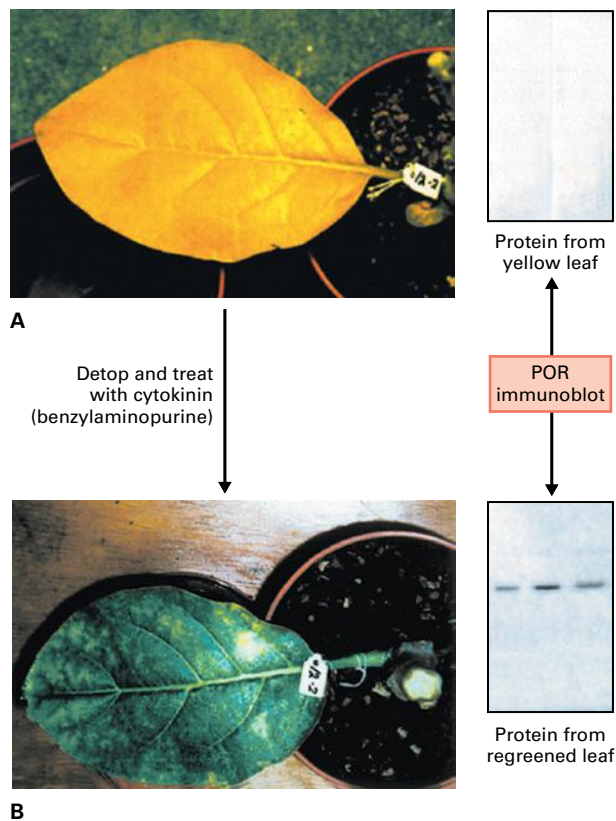 Protein from
yellow leaf
A
Detop and treat
with cytokinin
(benzylaminopurine)
POR
immunoblot
Protein from
regreened leaf
B